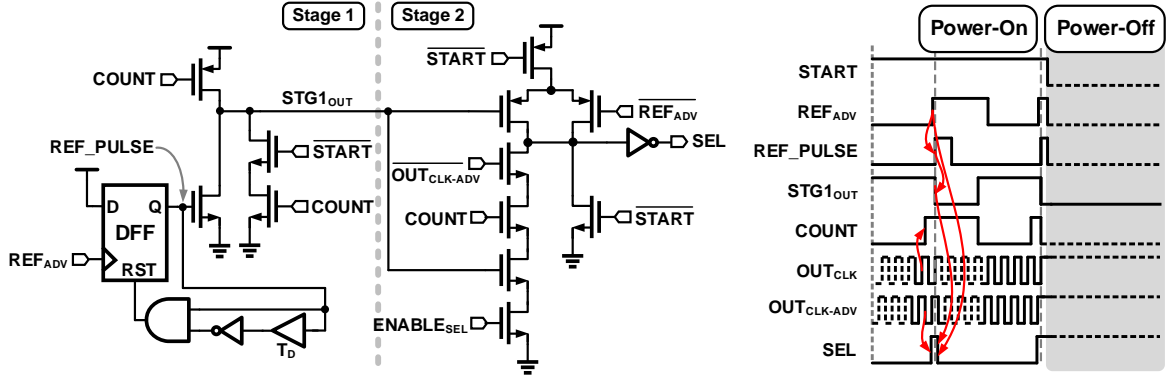 Stage 1
Stage 2
COUNT
START
STG1OUT
REFADV
SEL
REF_PULSE
START
OUTCLK-ADV
COUNT
COUNT
START
D
Q
DFF
REFADV
RST
ENABLESEL
TD
Power-On
Power-Off
START
REFADV
REF_PULSE
STG1OUT
COUNT
OUTCLK
OUTCLK-ADV
SEL